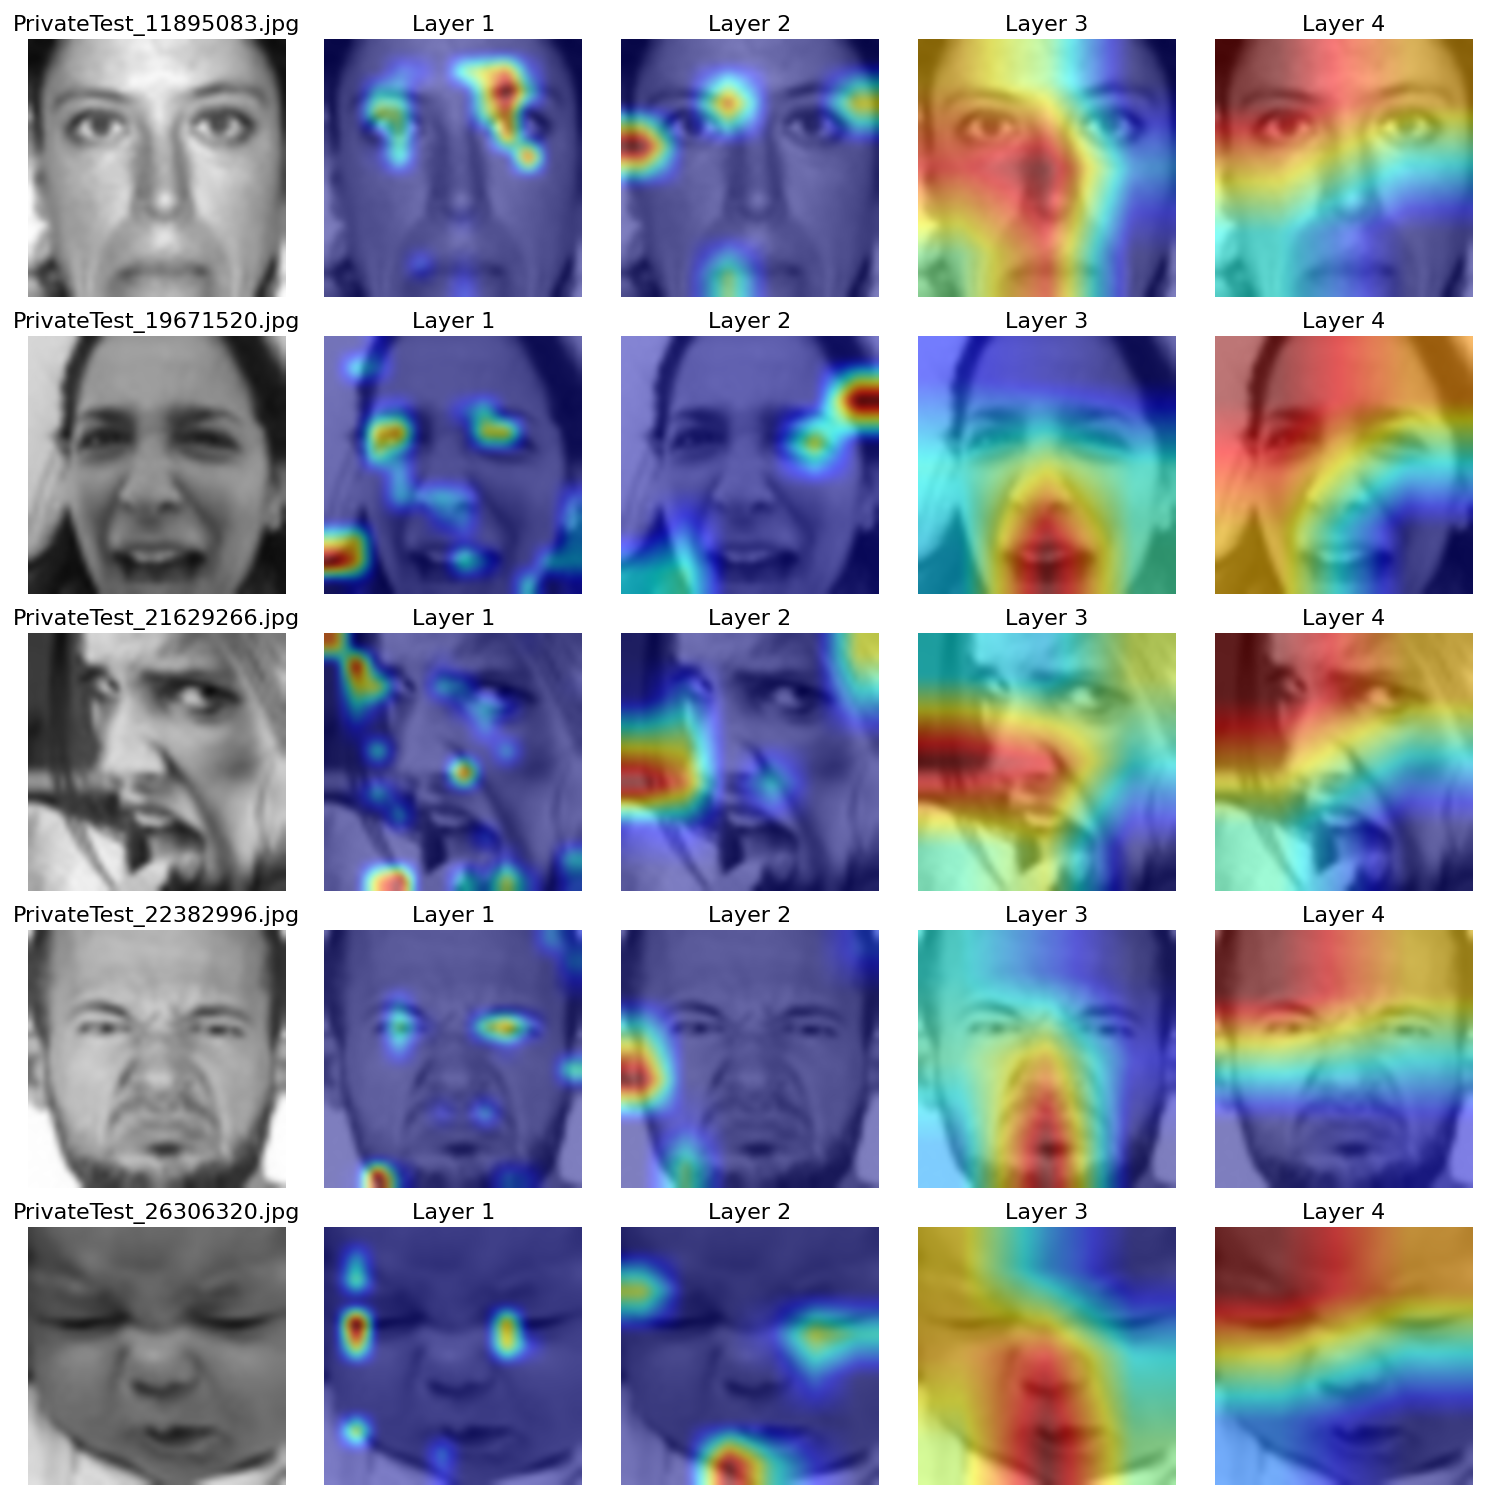 PrivateTest_11895083.jpg Layer 1 Layer 2 Layer 3 Layer 4
PrivateTest_19671520.jpg Layer 1 Layer 2 Layer 3 Layer 4
PrivateTest_21629266.jpg Layer 1 Layer 2 Layer 3 Layer 4
PrivateTest_22382996.jpg Layer 1 Layer 2 Layer 3 Layer 4
PrivateTest_26306320.jpg Layer 1 Layer 2 Layer 3 Layer 4